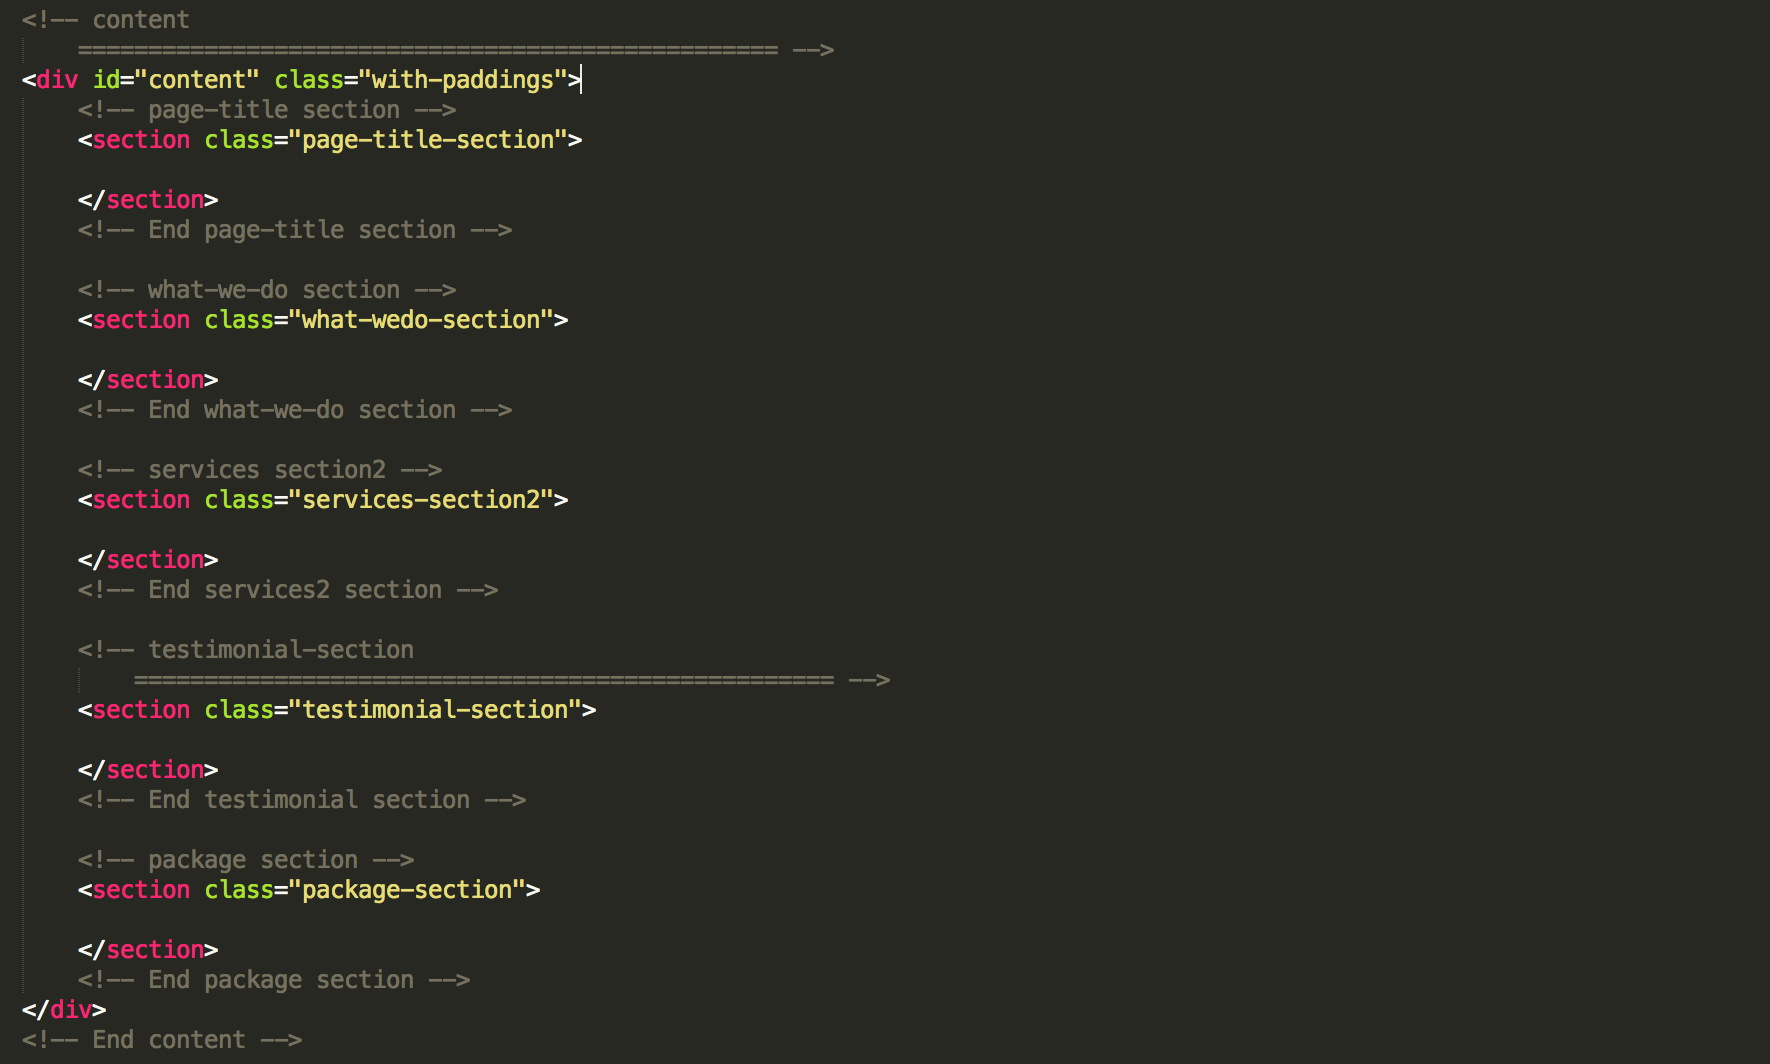 <!-- content
================================================== -->
<div id="content" class="with-paddings">
<!-- page-title section -->
<section class="page-title-section">
</section>
<!-- End page-title section -->
<!-- what-we-do section -->
<section class="what-wedo-section">
</section>
<!-- End what-we-do section -->
<!-- services section2 -->
<section class="services-section2">
</section>
<!-- End services2 section -->
<!-- testimonial-section
================================================== -->
<section class="testimonial-section">
</section>
<!-- End testimonial section -->
<!-- package section -->
<section class="package-section">
</section>
<!-- End package section -->
</div>
<!-- End content -->